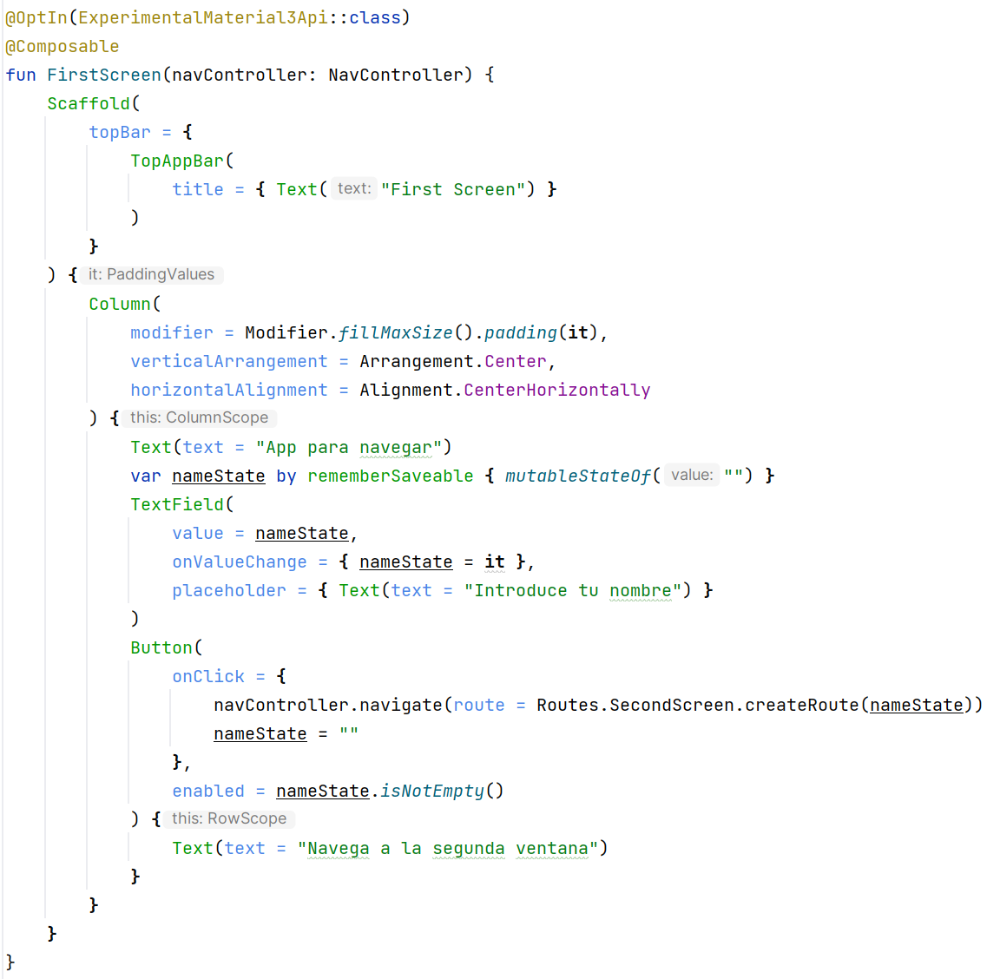 @OptIn(ExperimentalMaterial3Api::class)
@Composable
fun FirstScreen(navController: NavController) {
    Scaffold(
        topBar = {
            TopAppBar(
                title = { Text( text: "First Screen") }
            )
        }
    ) { it: PaddingValues
        Column(
            modifier = Modifier.fillMaxSize().padding(it),
            verticalArrangement = Arrangement.Center,
            horizontalAlignment = Alignment.CenterHorizontally
        ) { this: ColumnScope
            Text(text = "App para navegar")
            var nameState by rememberSaveable { mutableStateOf( value: "") }
            TextField(
                value = nameState,
                onValueChange = { nameState = it },
                placeholder = { Text(text = "Introduce tu nombre") }
            )
            Button(
                onClick = {
                    navController.navigate(route = Routes.SecondScreen.createRoute(nameState))
                    nameState = ""
                },
                enabled = nameState.isNotEmpty()
            ) { this: RowScope
                Text(text = "Navega a la segunda ventana")
            }
        }
    }
}